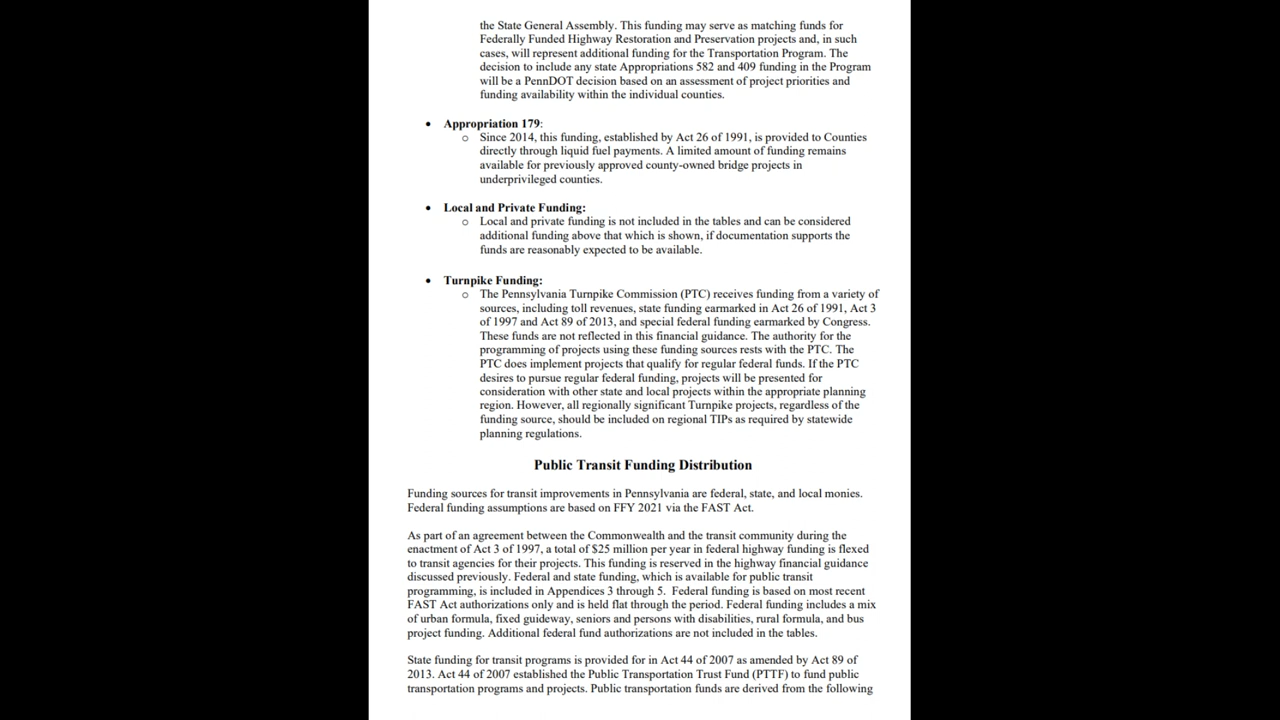 the State General Assembly. This funding may serve as matching funds for
Federally Funded Highway Restoration and Preservation projects and, in such
cases, will represent additional funding for the Transportation Program. The
decision to include any state Appropriations 582 and 409 funding in the Program
will be a PennDOT decision based on an assessment of project priorities and
funding availability within the individual counties.
• Appropriation 179:
o Since 2014, this funding, established by Act 26 of 1991, is provided to Counties
directly through liquid fuel payments. A limited amount of funding remains
available for previously approved county-owned bridge projects in
underprivileged counties.
• Local and Private Funding:
o Local and private funding is not included in the tables and can be considered
additional funding above that which is shown, if documentation supports the
funds are reasonably expected to be available.
• Turnpike Funding:
o The Pennsylvania Turnpike Commission (PTC) receives funding from a variety of
sources, including toll revenues, state funding earmarked in Act 26 of 1991, Act 3
of 1997 and Act 89 of 2013, and special federal funding earmarked by Congress.
These funds are not reflected in this financial guidance. The authority for the
programming of projects using these funding sources rests with the PTC. The
PTC does implement projects that qualify for regular federal funds. If the PTC
desires to pursue regular federal funding, projects will be presented for
consideration with other state and local projects within the appropriate planning
region. However, all regionally significant Turnpike projects, regardless of the
funding source, should be included on regional TIPs as required by statewide
planning regulations.
Public Transit Funding Distribution
Funding sources for transit improvements in Pennsylvania are federal, state, and local monies.
Federal funding assumptions are based on FFY 2021 via the FAST Act.
As part of an agreement between the Commonwealth and the transit community during the
enactment of Act 3 of 1997, a total of $25 million per year in federal highway funding is flexed
to transit agencies for their projects. This funding is reserved in the highway financial guidance
discussed previously. Federal and state funding, which is available for public transit
programming, is included in Appendices 3 through 5. Federal funding is based on most recent
FAST Act authorizations only and is held flat through the period. Federal funding includes a mix
of urban formula, fixed guideway, seniors and persons with disabilities, rural formula, and bus
project funding. Additional federal fund authorizations are not included in the tables.
State funding for transit programs is provided for in Act 44 of 2007 as amended by Act 89 of
2013. Act 44 of 2007 established the Public Transportation Trust Fund (PTTF) to fund public
transportation programs and projects. Public transportation funds are derived from the following